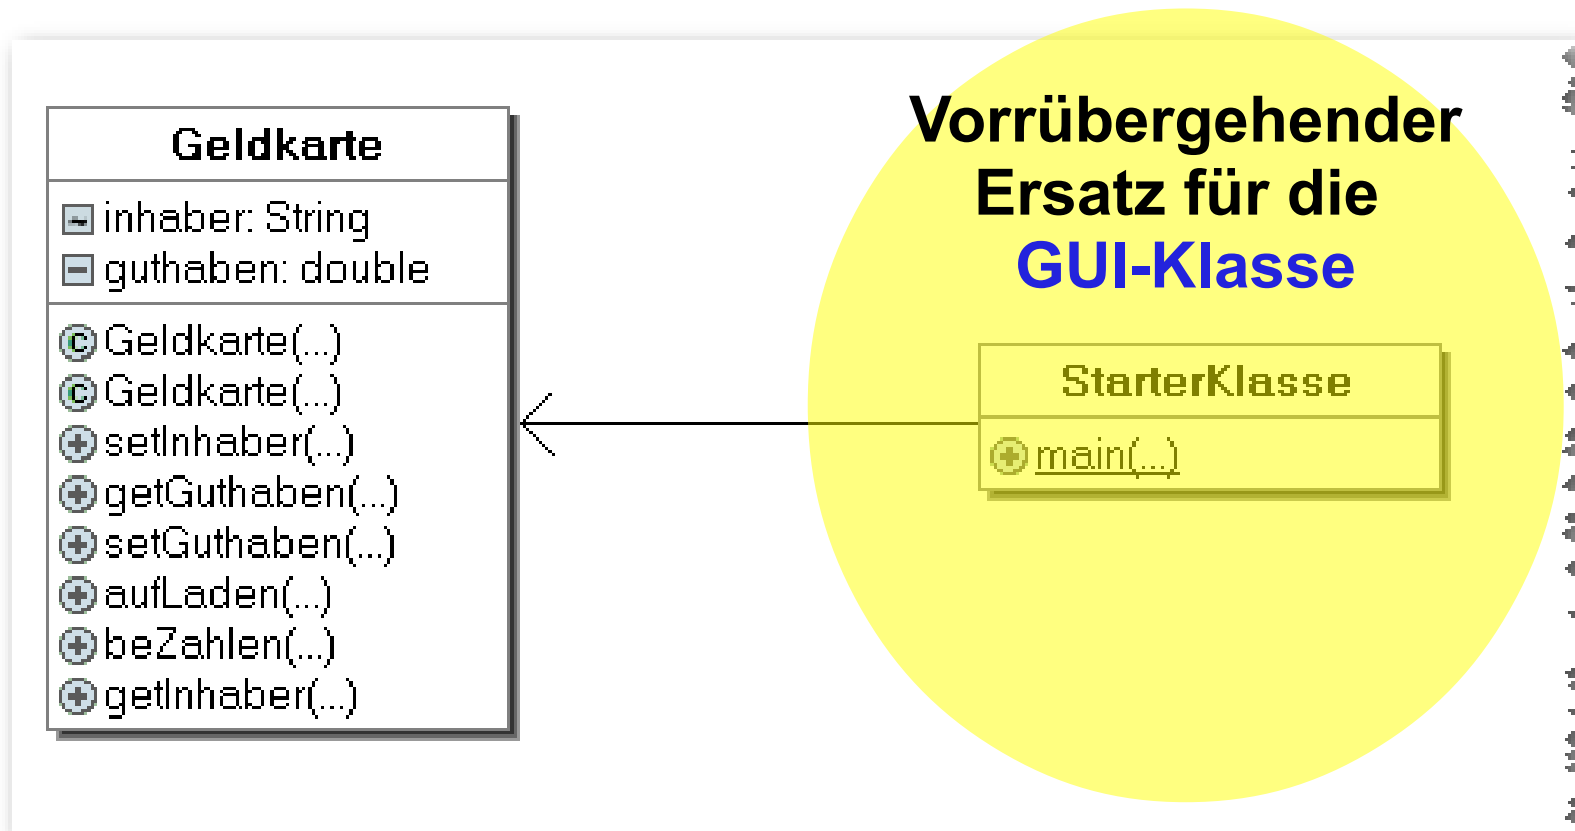 Geldkarte
inhaber: String
guthaben: double
Geldkarte(...)
Geldkarte(...)
setInhaber(...)
getGuthaben(...)
setGuthaben(...)
aufLaden(...)
beZahlen(...)
getInhaber(...)
Vorrübergehender
Ersatz für die
GUI-Klasse
StarterKlasse
main(...)